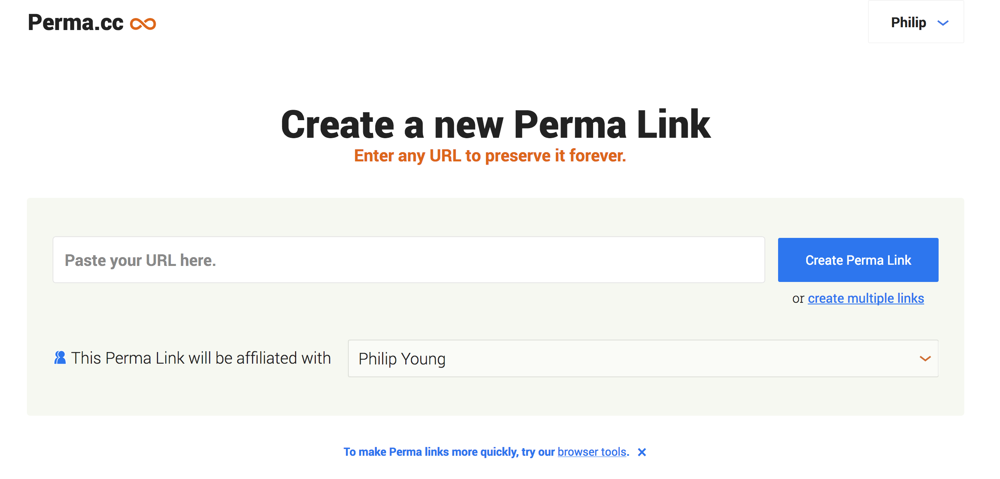 Perma.cc
Philip
Create a new Perma Link
Enter any URL to preserve it forever.
Paste your URL here.
Create Perma Link
or create multiple links
This Perma Link will be affiliated with
Philip Young
To make Perma links more quickly, try our browser tools.